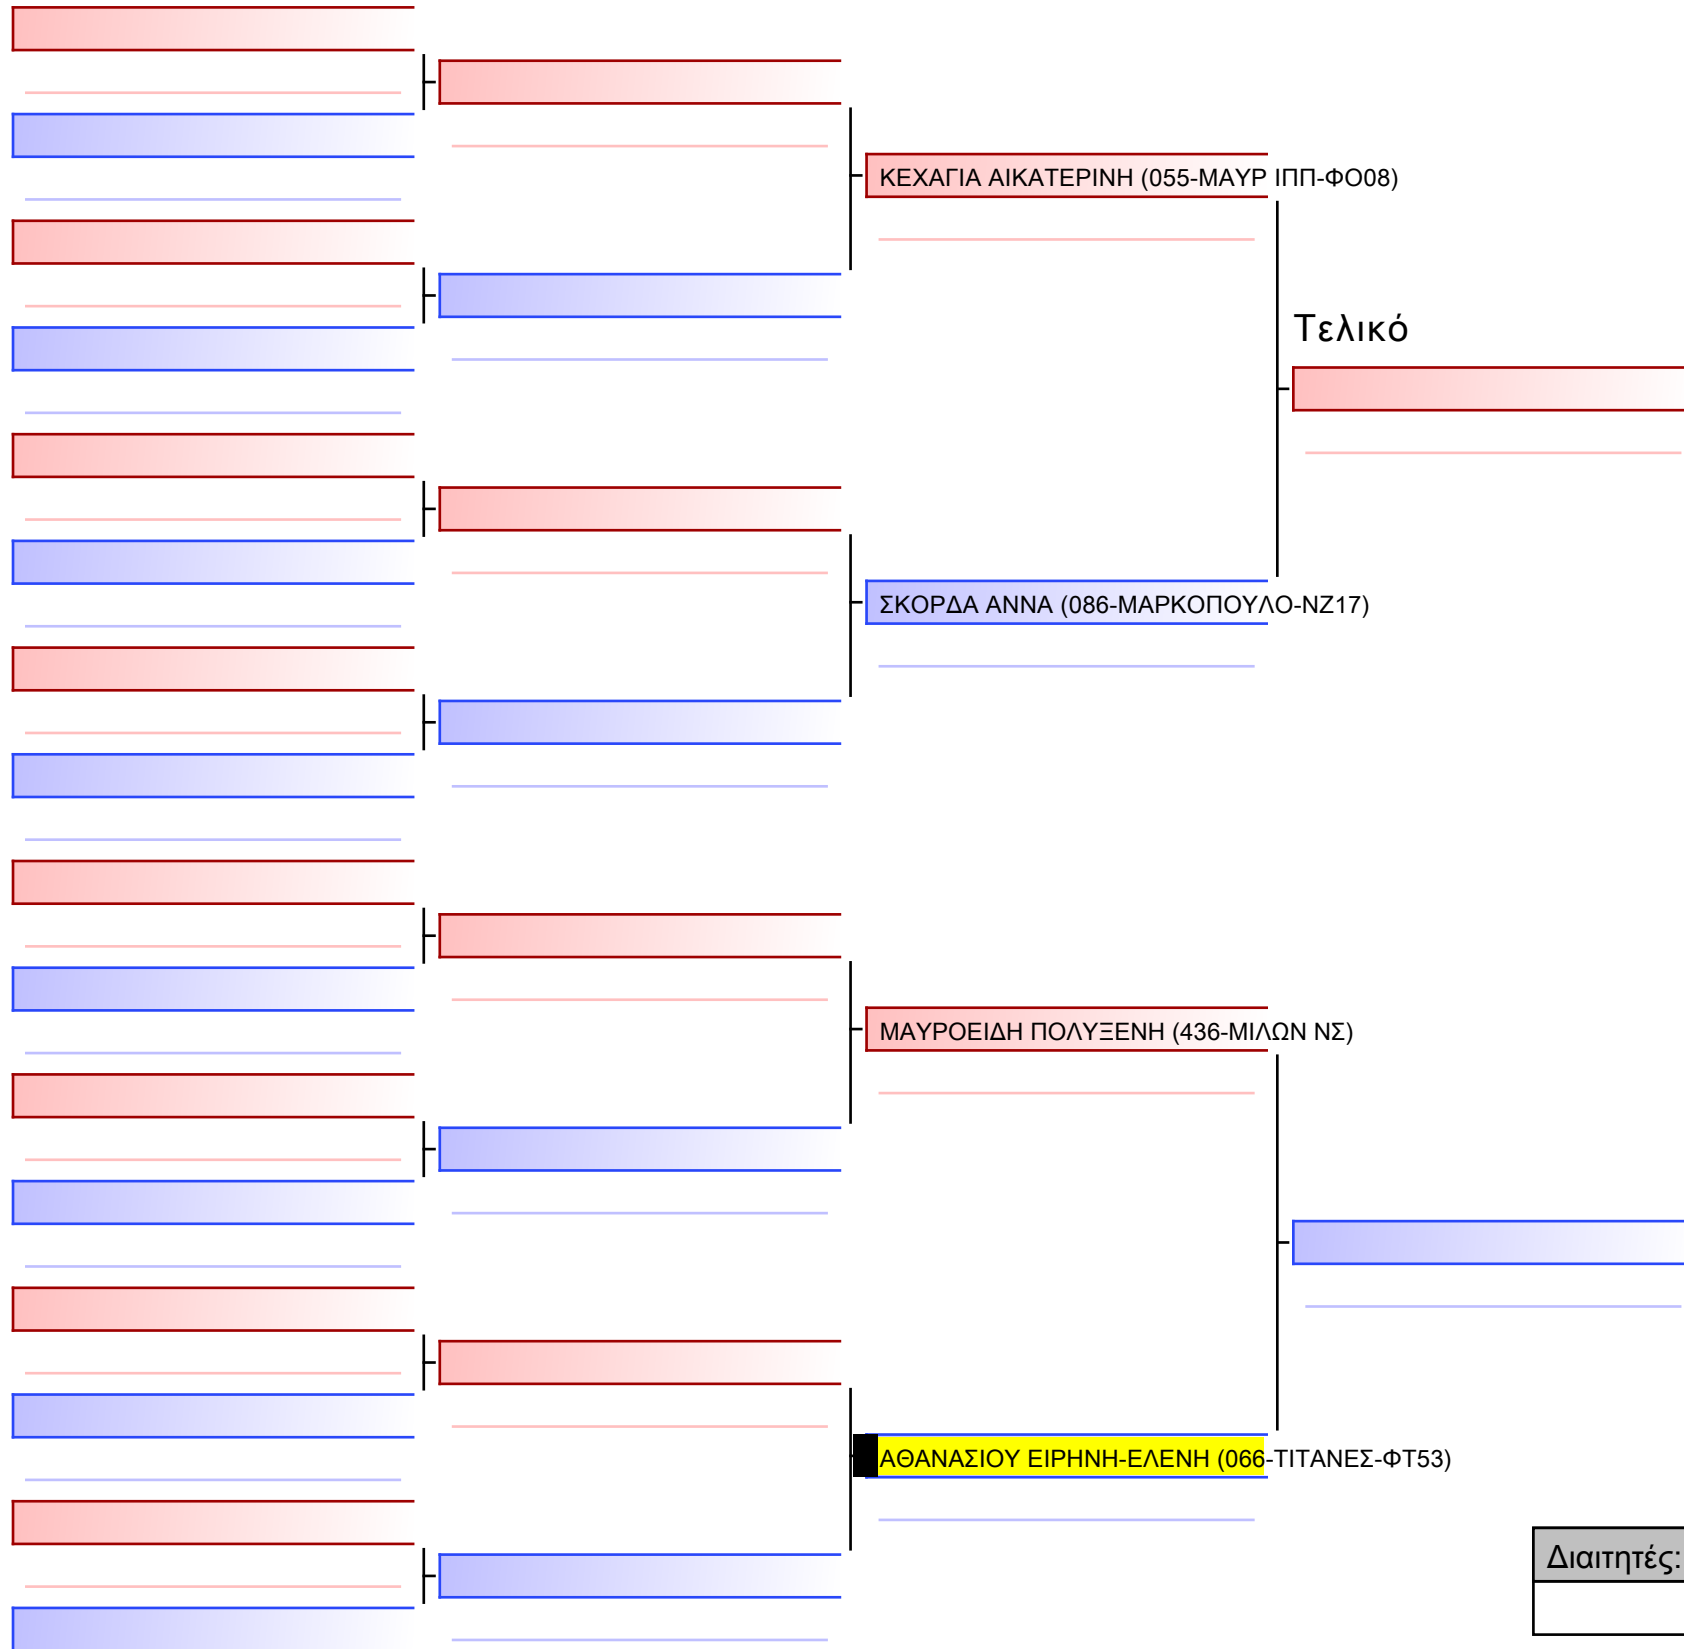 ΚΕΧΑΓΙΑ ΑΙΚΑΤΕΡΙΝΗ (055-ΜΑΥΡ ΙΠΠ-ΦΟ08)
Τελικό
ΣΚΟΡΔΑ ΑΝΝΑ (086-ΜΑΡΚΟΠΟΥΛΟ-ΝΖ17)
ΜΑΥΡΟΕΙΔΗ ΠΟΛΥΞΕΝΗ (436-ΜΙΛΩΝ ΝΣ)
ΑΘΑΝΑΣΙΟΥ ΕΙΡΗΝΗ-ΕΛΕΝΗ (066-ΤΙΤΑΝΕΣ-ΦΤ53)
Διαιτητές: